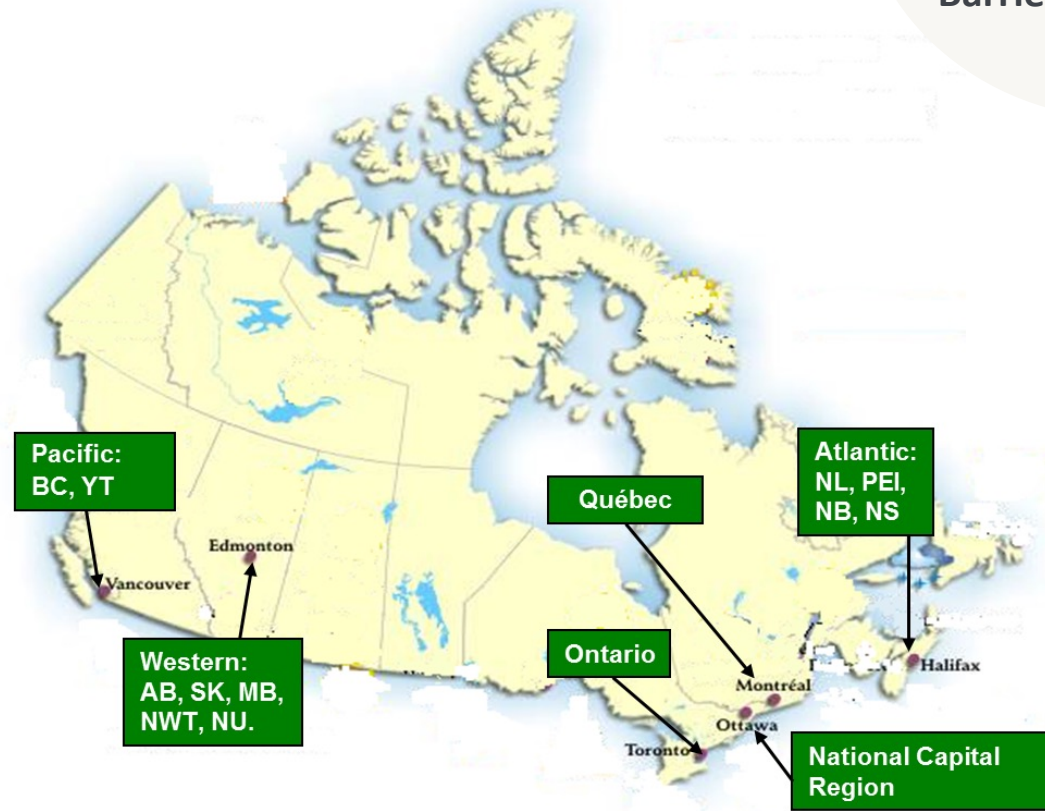 Pacific:
BC, YT
Edmonton
Vancouver
Western:
AB, SK, MB,
NWT, NU.
Québec
Ontario
Atlantic:
NL, PEI,
NB, NS
Halifax
Montréal
Ottawa
Toronto
National Capital
Region